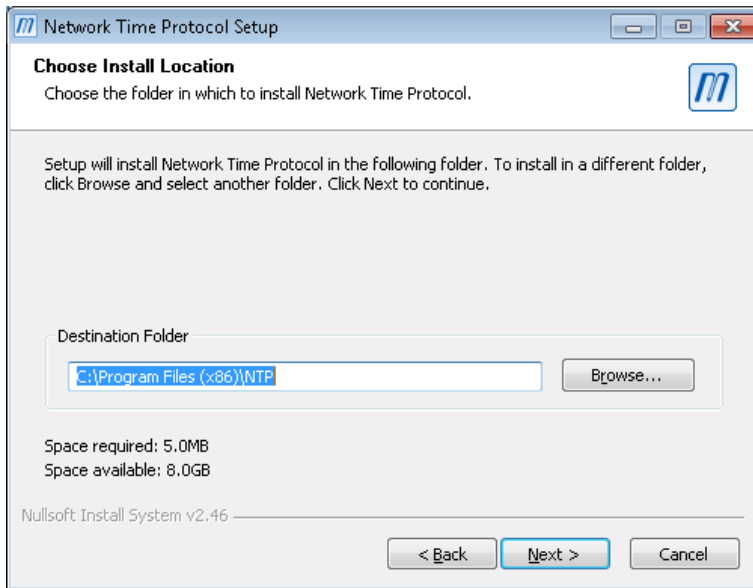 Network Time Protocol Setup
Choose Install Location
Choose the folder in which to install Network Time Protocol.
Setup will install Network Time Protocol in the following folder. To install in a different folder,
click Browse and select another folder. Click Next to continue.
Destination Folder
C:\Program Files (x86)\NTP
Browse...
Space required: 5.0MB
Space available: 8.0GB
Nullsoft Install System v2.46
< Back Next > Cancel